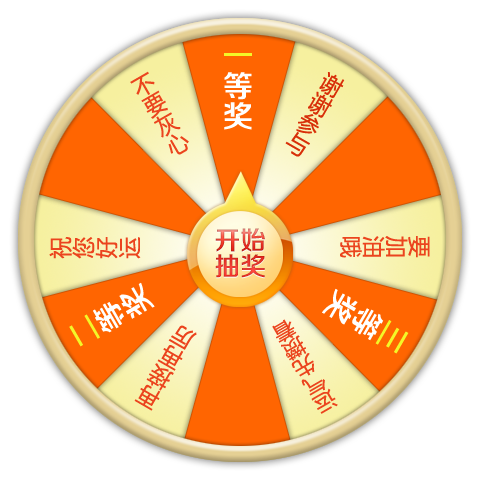 一等奖
谢谢参与
要加油哦
三等奖
运气先攒着
再接再厉
二等奖
祝您好运
不要灰心
开始
抽奖